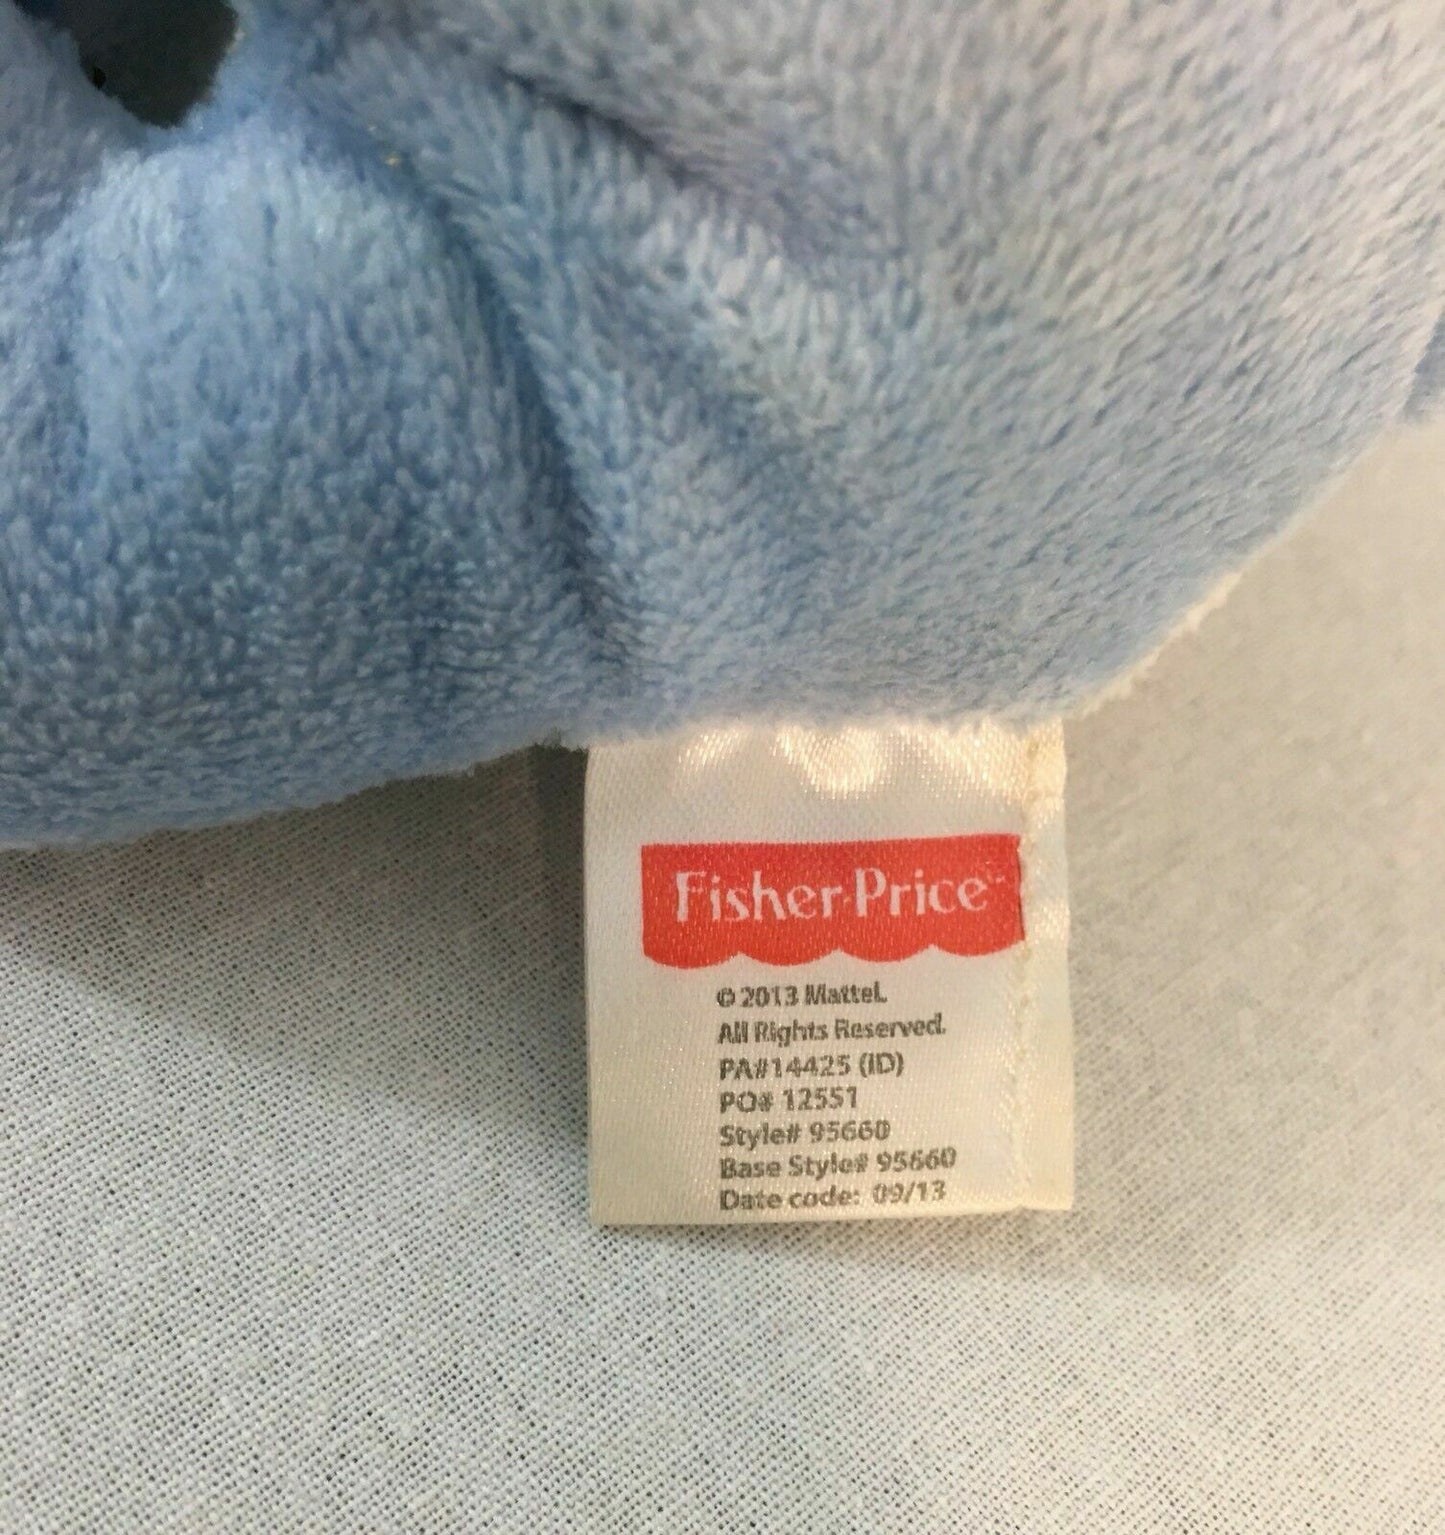 Fisher-Price™
© 2013 Mattel.
All Rights Reserved.
PA#14425 (ID)
PO# 12551
Style# 95660
Base Style# 95660
Date code: 09/13